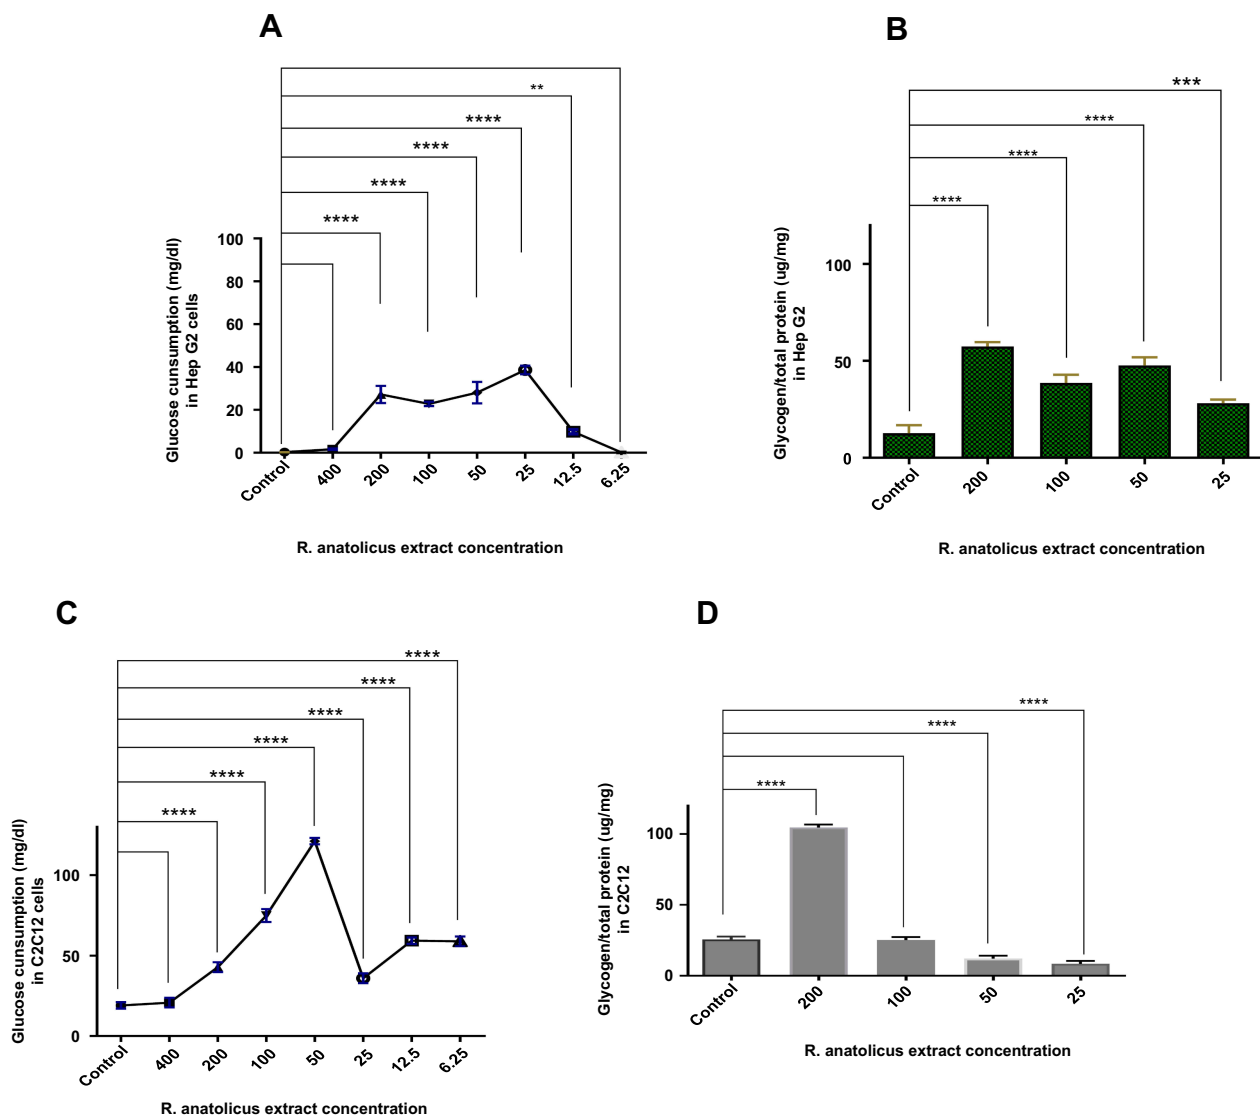 A
**
****
****
****
****
Glucose cunsumption (mg/dl)
in Hep G2 cells
100
80
60
40
20
0
Control
400
200
100
50
25
12.5
6.25
R. anatolicus extract concentration
B
***
****
****
****
Glycogen/total protein (ug/mg)
in Hep G2
100
50
0
Control
200
100
50
25
R. anatolicus extract concentration
C
****
****
****
****
****
****
Glucose cunsumption (mg/dl)
in C2C12 cells
100
50
0
Control
400
200
100
50
25
12.5
6.25
R. anatolicus extract concentration
D
****
****
****
Glycogen/total protein (ug/mg)
in C2C12
100
50
0
Control
200
100
50
25
R. anatolicus extract concentration